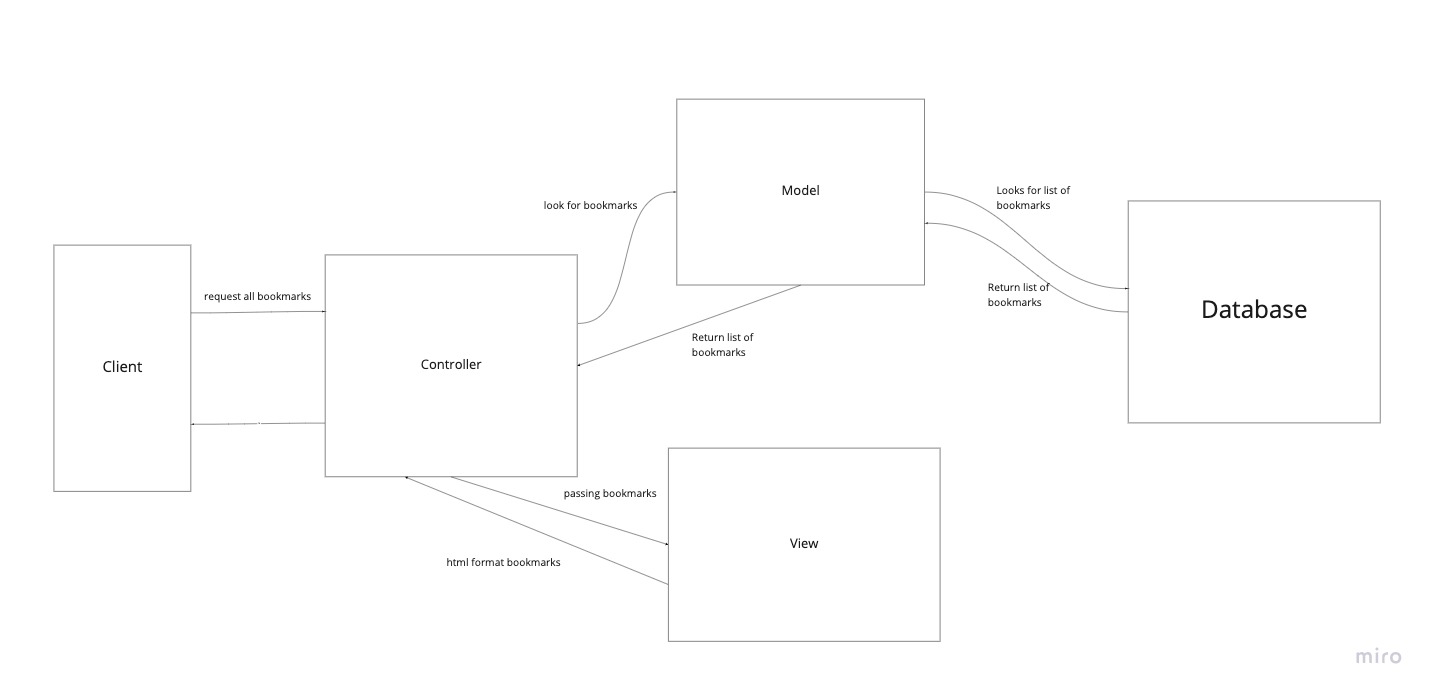 Model
Looks for list of
bookmarks
look for bookmarks
request all bookmarks
Return list of
bookmarks
Database
Return list of
bookmarks
Client
Controller
passing bookmarks
View
html format bookmarks
miro